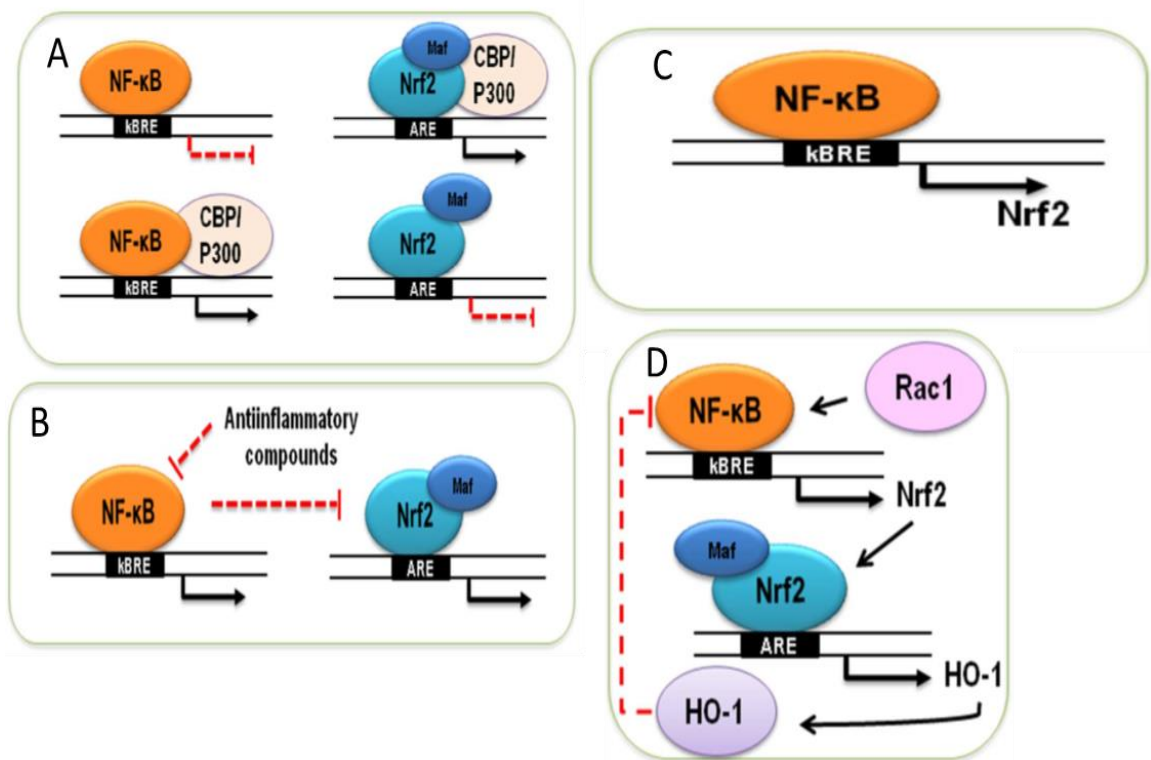 A
NF-κB
kBRE
Maf
Nrf2
CBP/
P300
ARE
NF-κB
CBP/
P300
kBRE
Maf
Nrf2
ARE
B
Antiinflammatory
compounds
NF-κB
kBRE
Maf
Nrf2
ARE
C
NF-κB
kBRE
Nrf2
D
Rac1
NF-κB
kBRE
Nrf2
Maf
Nrf2
ARE
HO-1
HO-1